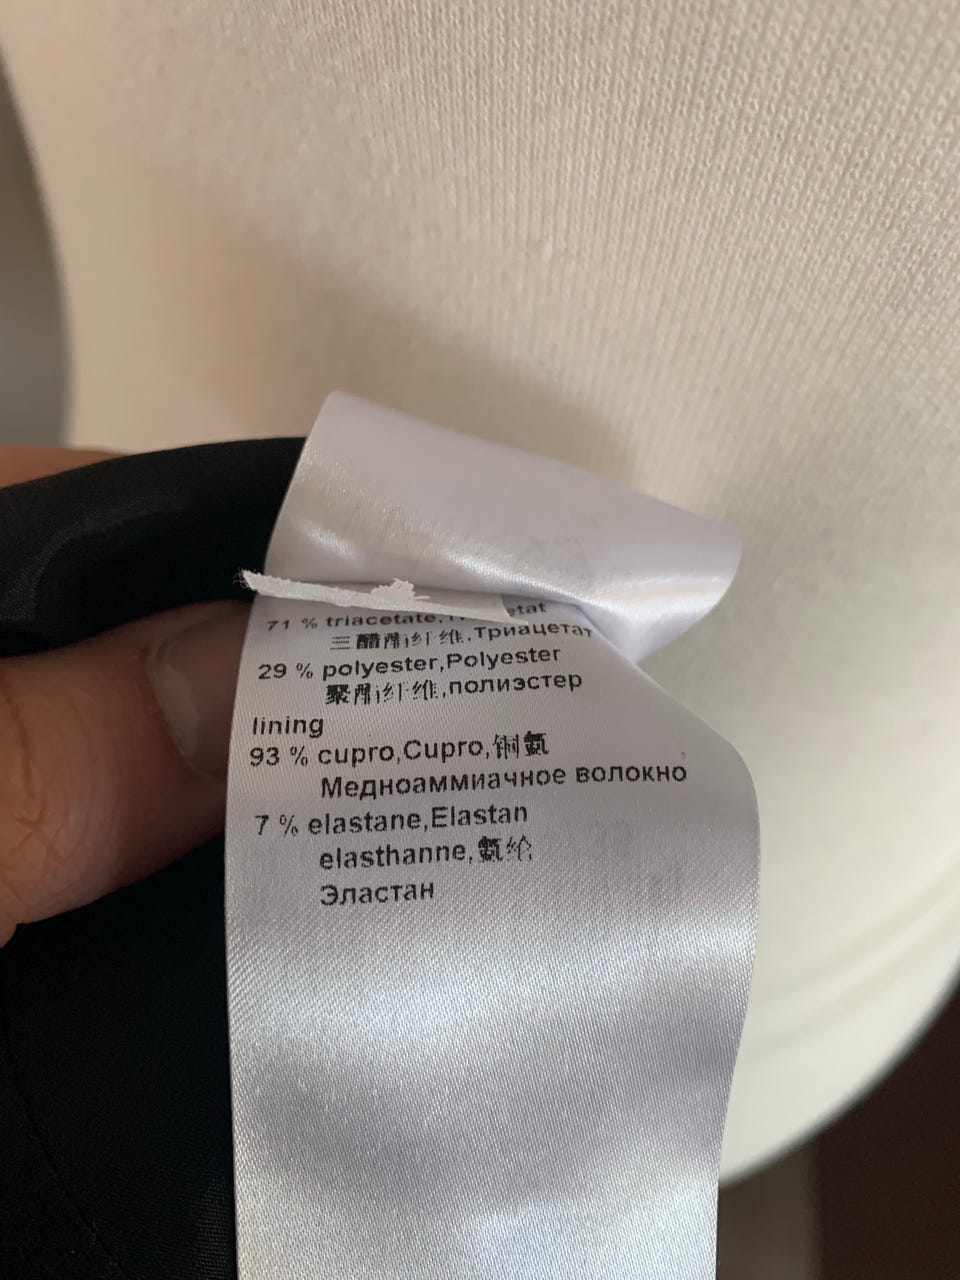 71 % triacetate,
三醋酯纤维,Триацетат
29 % polyester,Polyester
聚酯纤维,полиэстер
lining
93 % cupro,Cupro,铜氨
Медноаммиачное волокно
7 % elastane,Elastan
elasthanne,氨纶
Эластан